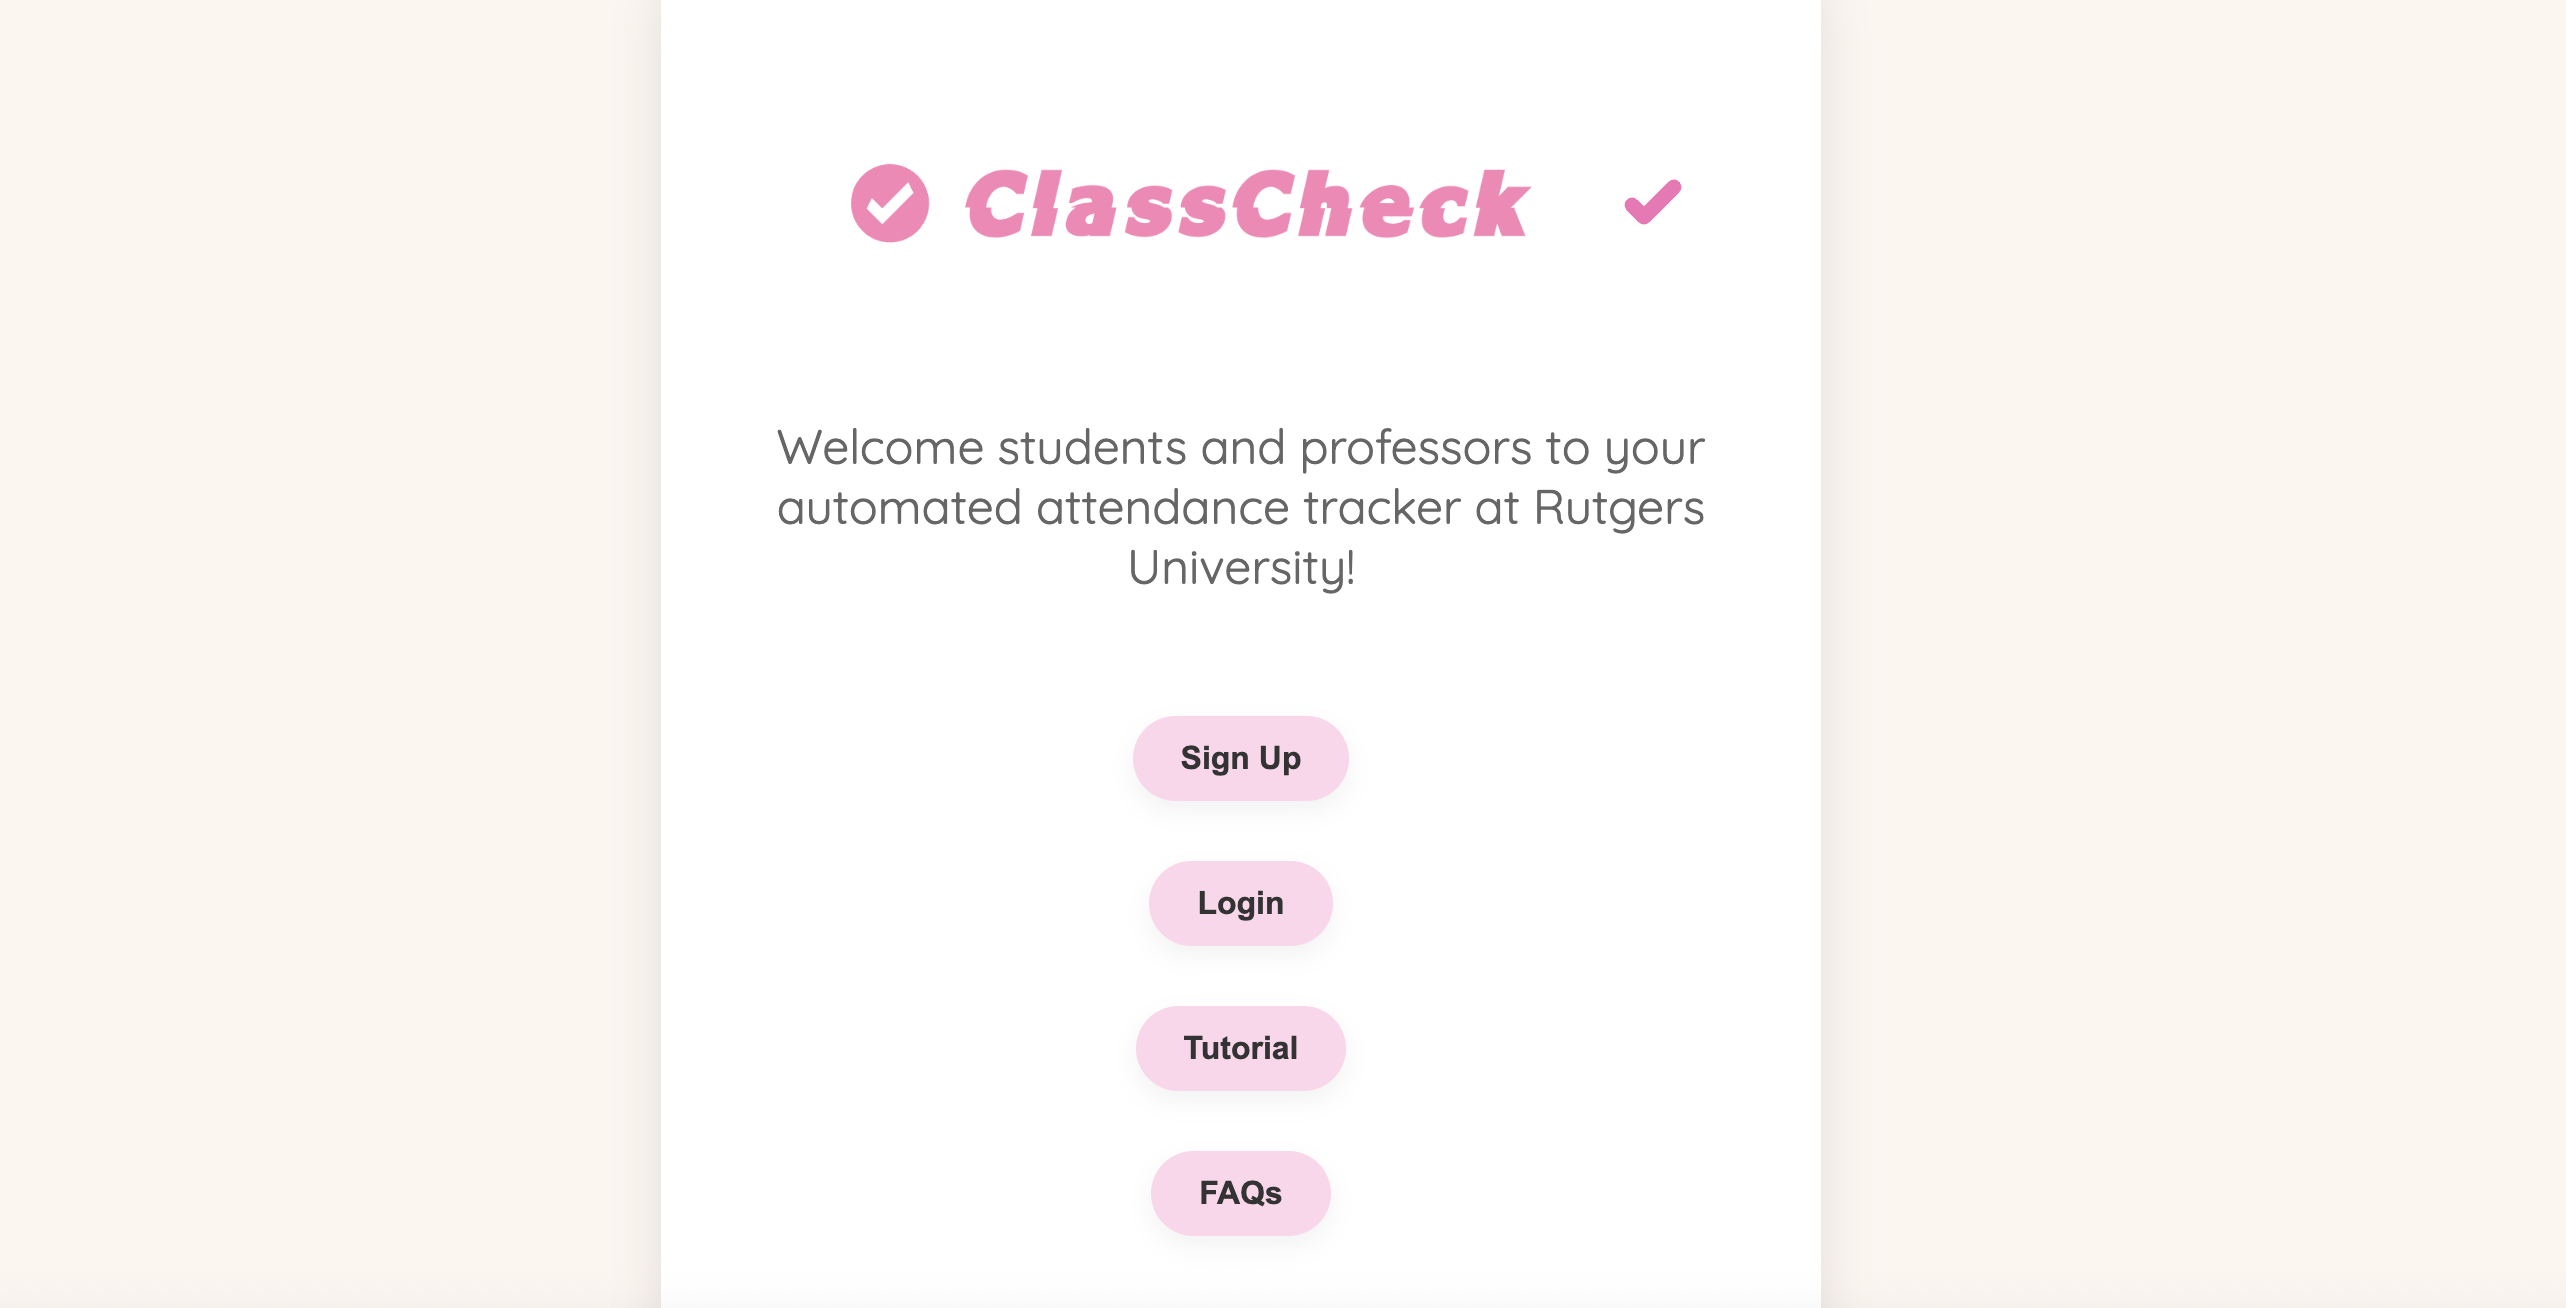 ClassCheck
Welcome students and professors to your
automated attendance tracker at Rutgers
University!
Sign Up
Login
Tutorial
FAQs